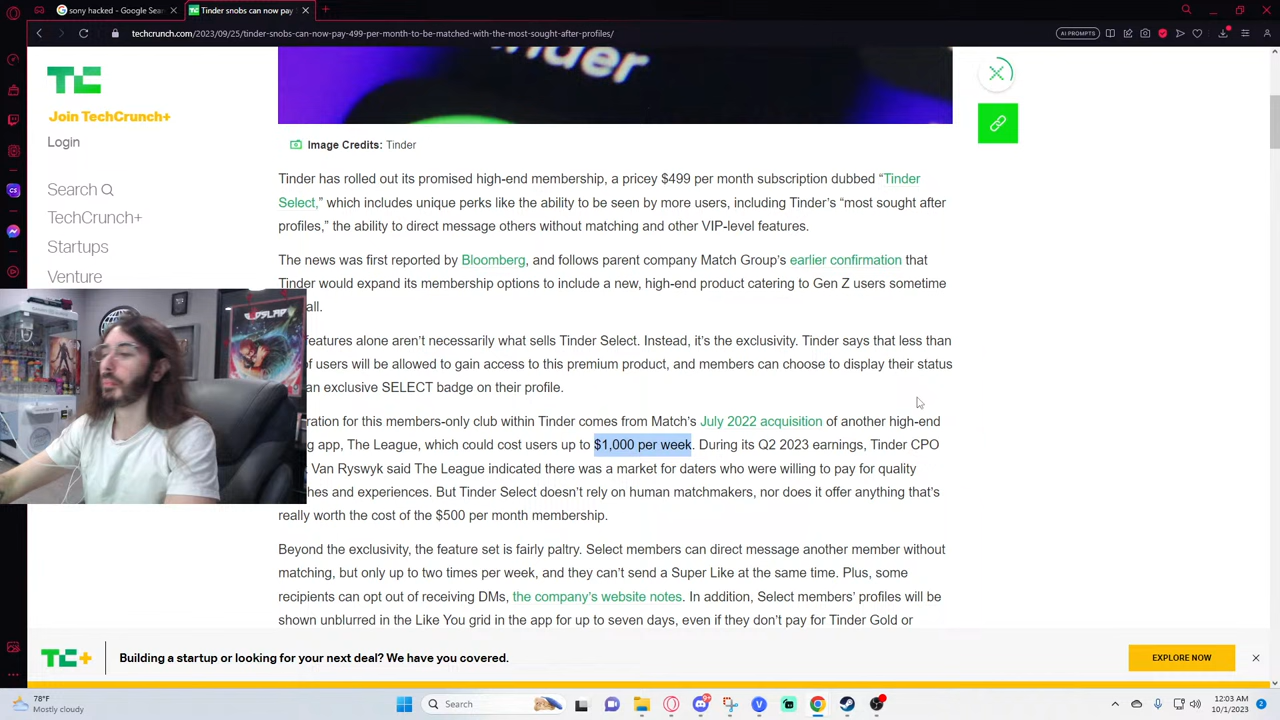 sony hacked - Google Sear
Tinder snobs can now pay
techcrunch.com/2023/09/25/tinder-snobs-can-now-pay-499-per-month-to-be-matched-with-the-most-sought-after-profiles/
AI PROMPTS
TC
Join TechCrunch+
Login
Search
TechCrunch+
Startups
Venture
inder
Image Credits: Tinder
Tinder has rolled out its promised high-end membership, a pricey $499 per month subscription dubbed “Tinder
Select,” which includes unique perks like the ability to be seen by more users, including Tinder’s “most sought after
profiles,” the ability to direct message others without matching and other VIP-level features.
The news was first reported by Bloomberg, and follows parent company Match Group’s earlier confirmation that
Tinder would expand its membership options to include a new, high-end product catering to Gen Z users sometime
all.
features alone aren’t necessarily what sells Tinder Select. Instead, it’s the exclusivity. Tinder says that less than
of users will be allowed to gain access to this premium product, and members can choose to display their status
an exclusive SELECT badge on their profile.
ration for this members-only club within Tinder comes from Match’s July 2022 acquisition of another high-end
g app, The League, which could cost users up to $1,000 per week. During its Q2 2023 earnings, Tinder CPO
Van Ryswyk said The League indicated there was a market for daters who were willing to pay for quality
hes and experiences. But Tinder Select doesn’t rely on human matchmakers, nor does it offer anything that’s
really worth the cost of the $500 per month membership.
Beyond the exclusivity, the feature set is fairly paltry. Select members can direct message another member without
matching, but only up to two times per week, and they can’t send a Super Like at the same time. Plus, some
recipients can opt out of receiving DMs, the company’s website notes. In addition, Select members’ profiles will be
shown unblurred in the Like You grid in the app for up to seven days, even if they don’t pay for Tinder Gold or
TC+
Building a startup or looking for your next deal? We have you covered.
EXPLORE NOW
78°F
Mostly cloudy
Search
12:03 AM
10/1/2023